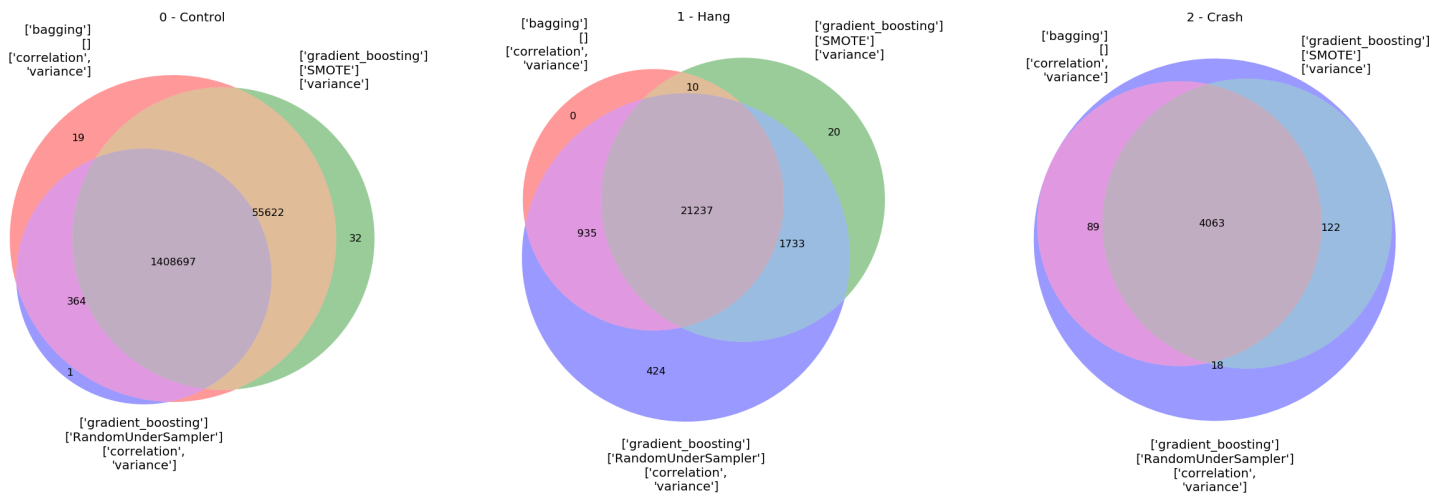 0 - Control
['bagging']
[]
['correlation',
'variance']
['gradient_boosting']
['SMOTE']
['variance']
19
55622
32
1408697
364
1
['gradient_boosting']
['RandomUnderSampler']
['correlation',
'variance']
1 - Hang
['bagging']
[]
['correlation',
'variance']
['gradient_boosting']
['SMOTE']
['variance']
10
0
20
21237
935
1733
424
['gradient_boosting']
['RandomUnderSampler']
['correlation',
'variance']
2 - Crash
['bagging']
[]
['correlation',
'variance']
['gradient_boosting']
['SMOTE']
['variance']
89
4063
122
18
['gradient_boosting']
['RandomUnderSampler']
['correlation',
'variance']